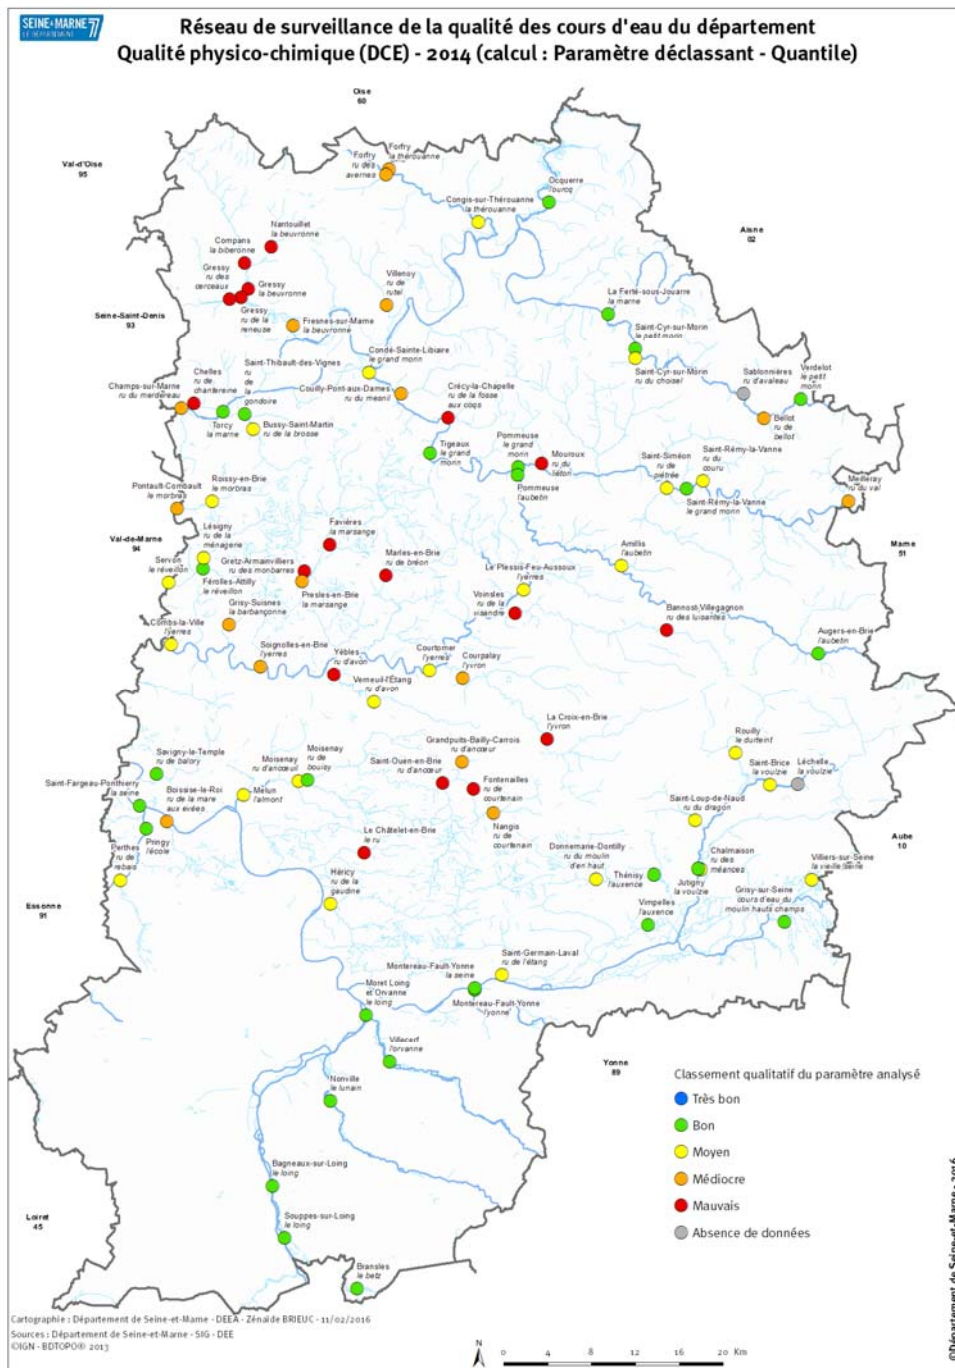 SEINE&MARNE 77
LE DÉPARTEMENT
Réseau de surveillance de la qualité des cours d'eau du département
Qualité physico-chimique (DCE) - 2014 (calcul : Paramètre déclassant - Quantile)
Oise
60
Val-d'Oise
95
Aisne
02
Seine-Saint-Denis
93
Val-de-Marne
94
Marne
51
Essonne
91
Aube
10
Yonne
89
Loiret
45
Forfry
la thérouanne
Forfry
ru des
avernes
Ocquerre
l'ourcq
Congis-sur-Thérouanne
la thérouanne
Nantouillet
la beuvronne
Compans
la biberonne
Gressy
ru des
cerceaux
Gressy
la beuvronne
Gressy
ru de la
reneuse
Villenoy
ru de
rutel
Fresnes-sur-Marne
la beuvronne
La Ferté-sous-Jouarre
la marne
Saint-Cyr-sur-Morin
le petit morin
Saint-Cyr-sur-Morin
ru du choisel
Sablonnières
ru d'avaleau
Verdelot
le petit
morin
Bellot
ru de
bellot
Saint-Thibault-des-Vignes
ru
de la
gondoire
Condé-Sainte-Libiaire
le grand morin
Chelles
ru de
chantereine
Champs-sur-Marne
ru du merdereau
Couilly-Pont-aux-Dames
ru du mesnil
Crécy-la-Chapelle
ru de la fosse
aux coqs
Torcy
la marne
Bussy-Saint-Martin
ru de la brosse
Tigeaux
le grand
morin
Pommeuse
le grand
morin
Mouroux
ru du
liéton
Pommeuse
l'aubetin
Saint-Siméon
ru de
piétrée
Saint-Rémy-la-Vanne
ru du
couru
Saint-Rémy-la-Vanne
le grand morin
Meilleray
ru du val
Pontault-Combault
le morbras
Roissy-en-Brie
le morbras
Lésigny
ru de la
ménagerie
Favières
la marsange
Servon
le réveillon
Gretz-Armainvilliers
ru des monbarres
Marles-en-Brie
ru de bréon
Férolles-Attilly
le réveillon
Presles-en-Brie
la marsange
Le Plessis-Feu-Aussoux
l'yerres
Amillis
l'aubetin
Voinsles
ru de la
visandre
Bannost-Villegagnon
ru des luisantes
Augers-en-Brie
l'aubetin
Grisy-Suisnes
la barbançonne
Combs-la-Ville
l'yerres
Soignolles-en-Brie
l'yerres
Yèbles
ru d'avon
Courtomer
l'yerres
Courpalay
l'yvron
Verneuil-l'Étang
ru d'avon
La Croix-en-Brie
l'yvron
Grandpuits-Bailly-Carrois
ru d'ancoeur
Saint-Ouen-en-Brie
ru d'ancoeur
Fontenailles
ru de
courtenain
Nangis
ru de
courtenain
Rouilly
le durteint
Saint-Brice
la voulzie
Léchelle
la voulzie
Saint-Loup-de-Naud
ru du dragon
Savigny-le-Temple
ru de balory
Moisenay
ru d'ancoeuil
Moisenay
ru de
bouisy
Saint-Fargeau-Ponthierry
la seine
Boissise-le-Roi
ru de la mare
aux evées
Melun
l'almont
Pringy
l'école
Perthes
ru de
rebais
Le Châtelet-en-Brie
le ru
Héricy
ru de la
gaudine
Donnemarie-Dontilly
ru du moulin
d'en haut
Thénisy
l'auxence
Chalmaison
ru des
méances
Jutigny
la voulzie
Villiers-sur-Seine
la vieille seine
Grisy-sur-Seine
cours d'eau du
moulin hauts champs
Vimpelles
l'auxence
Saint-Germain-Laval
ru de l'étang
Montereau-Fault-Yonne
la seine
Montereau-Fault-Yonne
l'yonne
Moret Loing
et Orvanne
le loing
Villecerf
l'orvanne
Nonville
le lunain
Bagneaux-sur-Loing
le loing
Souppes-sur-Loing
le loing
Bransles
le betz
Classement qualitatif du paramètre analysé
Très bon
Bon
Moyen
Médiocre
Mauvais
Absence de données
Cartographie : Département de Seine-et-Marne - DEEA - Zénaïde BRIEUC - 11/02/2016
Sources : Département de Seine-et-Marne - SIG - DEE
©IGN - BDTOPO® 2013
N
0 4 8 12 16 20 Km
©Département de Seine-et-Marne - 2016